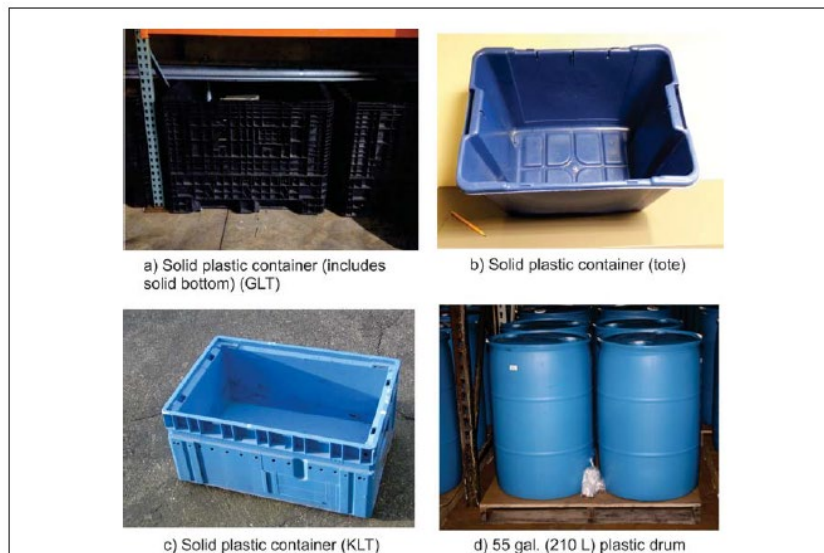 a) Solid plastic container (includes
solid bottom) (GLT)
b) Solid plastic container (tote)
c) Solid plastic container (KLT)
d) 55 gal. (210 L) plastic drum